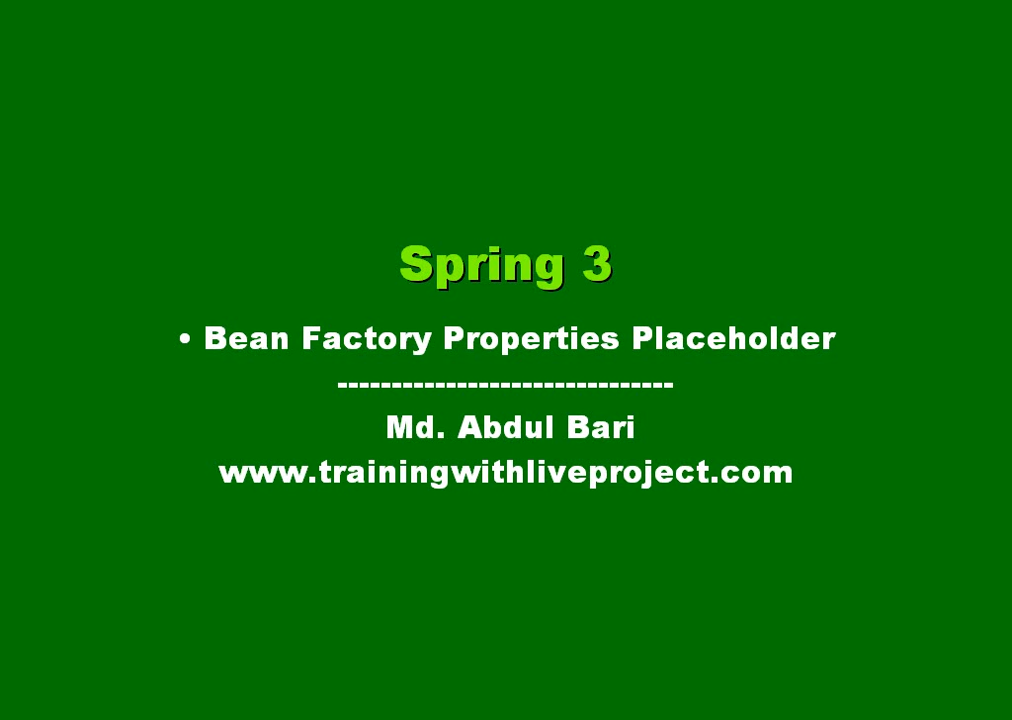 Spring 3
• Bean Factory Properties Placeholder
-------------------------------
Md. Abdul Bari
www.trainingwithliveproject.com